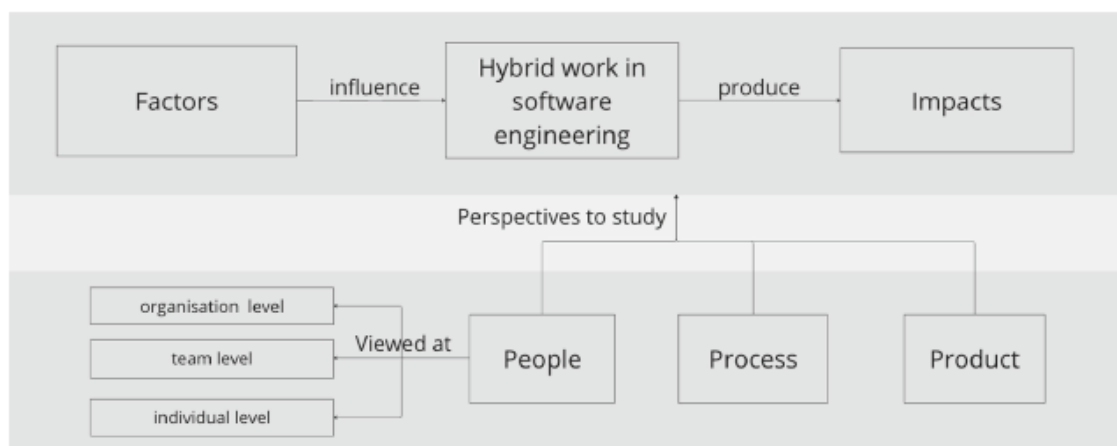 Factors
influence
Hybrid work in
software
engineering
produce
Impacts
Perspectives to study
organisation level
team level
individual level
Viewed at
People
Process
Product